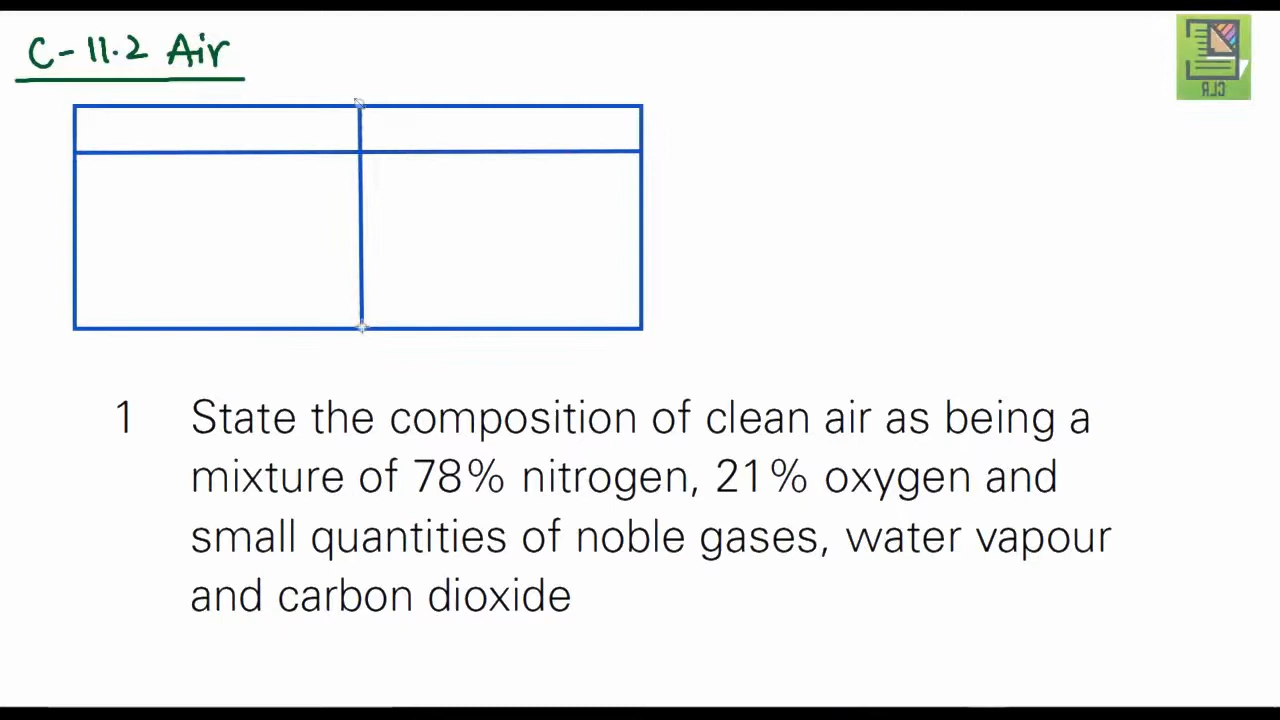 C-11.2 Air
CLR
1 State the composition of clean air as being a
mixture of 78% nitrogen, 21% oxygen and
small quantities of noble gases, water vapour
and carbon dioxide